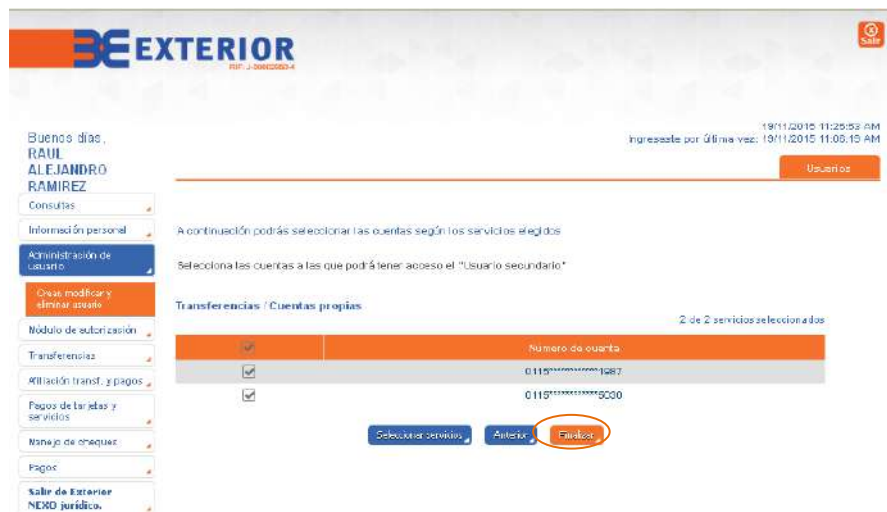 EXTERIOR
Salir
19/11/2015 11:25:53 AM
Ingresaste por última vez: 19/11/2015 11:06:19 AM
Buenos días,
RAUL
ALEJANDRO
RAMIREZ
Usuarios
Consultas
Información personal
Administración de
usuario
Crear, modificar y
eliminar usuario
Módulo de autorización
Transferencias
Afiliación transf. y pagos
Pagos de tarjetas y
servicios
Manejo de cheques
Pagos
Salir de Exterior
NEXO jurídico.
A continuación podrás seleccionar las cuentas según los servicios elegidos
Selecciona las cuentas a las que podrá tener acceso el "Usuario secundario"
Transferencias / Cuentas propias
2 de 2 servicios seleccionados
Número de cuenta
0115************1987
0115************5030
Seleccionar servicios
Anterior
Finalizar